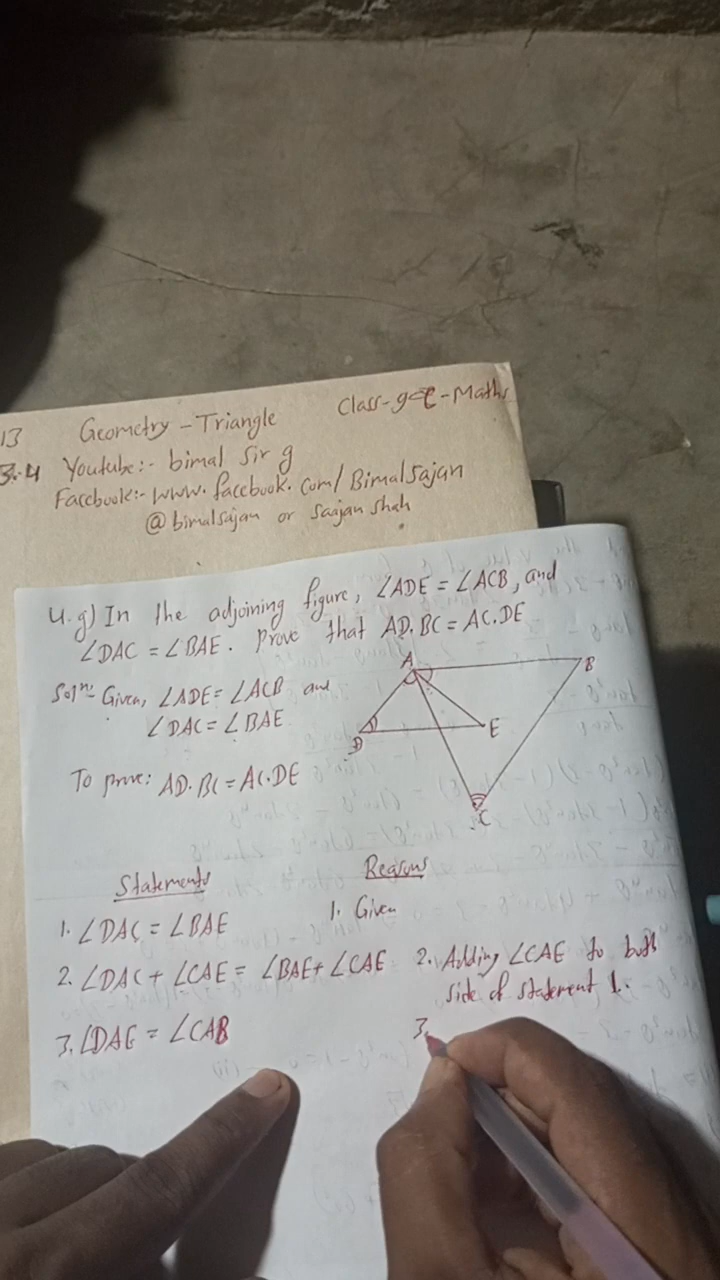 13 Geometry - Triangle Class-9 - Maths
3.4 Youtube:- bimal sir g
Facebook:- www.facebook.com/Bimalsajan
@bimalsajan or saajan shah
4.g) In the adjoining figure, ∠ADE = ∠ACB, and
∠DAC = ∠BAE. prove that AD.BC = AC.DE
Solⁿ:- Given, ∠ADE = ∠ACB and
∠DAC = ∠BAE
To prove: AD.BC = AC.DE
A
B
D
E
C
Statements Reasons
1. ∠DAC = ∠BAE 1. Given
2. ∠DAC + ∠CAE = ∠BAE + ∠CAE 2. Adding ∠CAE to both
side of statement 1.
3. ∠DAE = ∠CAB 3.